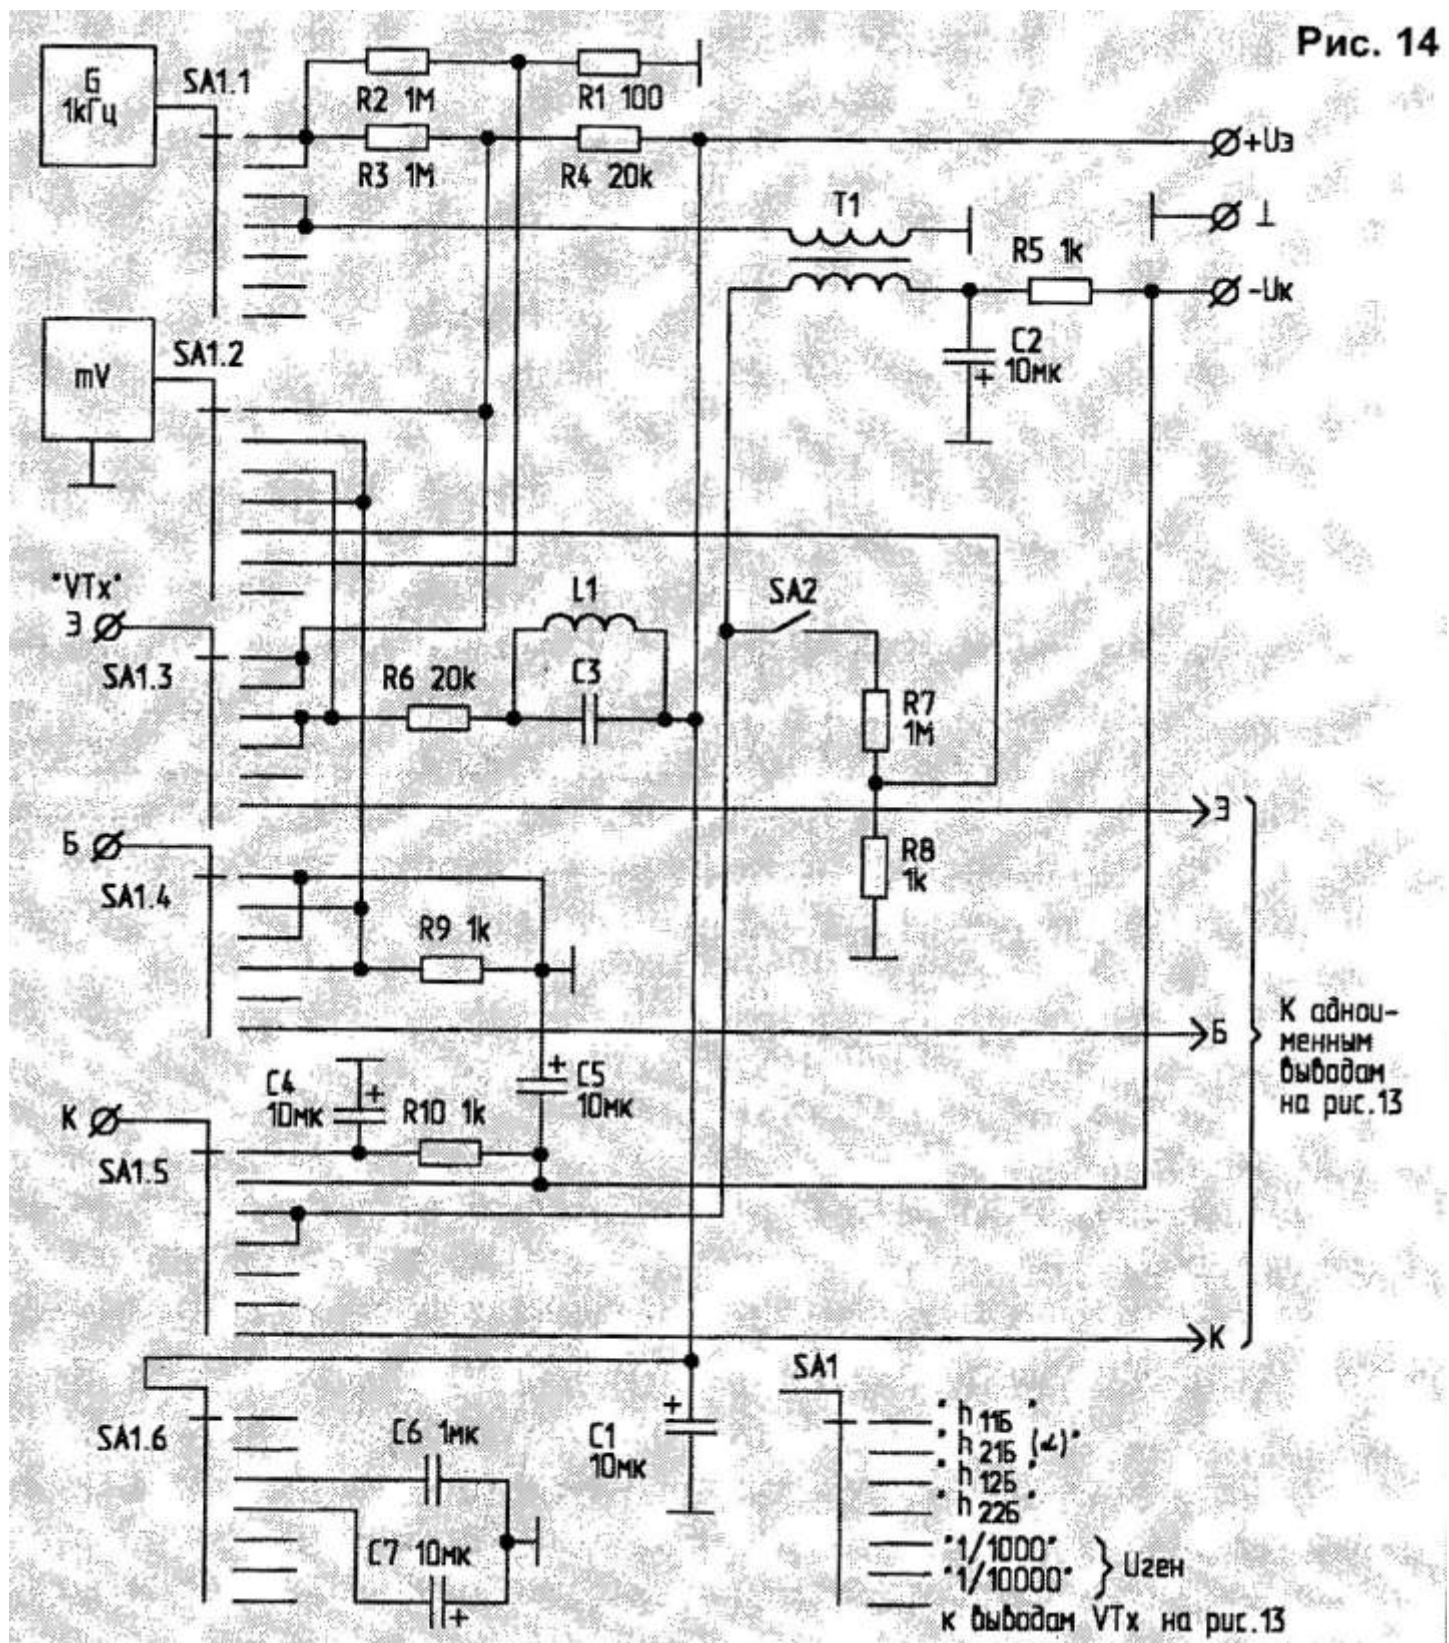 Рис. 14
G
1кГц
SA1.1
R2 1М
R1 100
R3 1М
R4 20k
+Uэ
T1
⊥
R5 1k
-Uк
C2
10мк
mV
SA1.2
"VTx"
Э
SA1.3
L1
SA2
R6 20k
C3
R7
1М
Э
Б
SA1.4
R8
1k
R9 1k
К одноименным
выводам
на рис.13
Б
C4
10мк
C5
10мк
R10 1k
К
SA1.5
К
SA1
SA1.6
C6 1мк
C1
10мк
C7 10мк
"h11Б"
"h21Б (α)"
"h12Б"
"h22Б"
"1/1000"
"1/10000"
Uген
к выводам VTx на рис.13